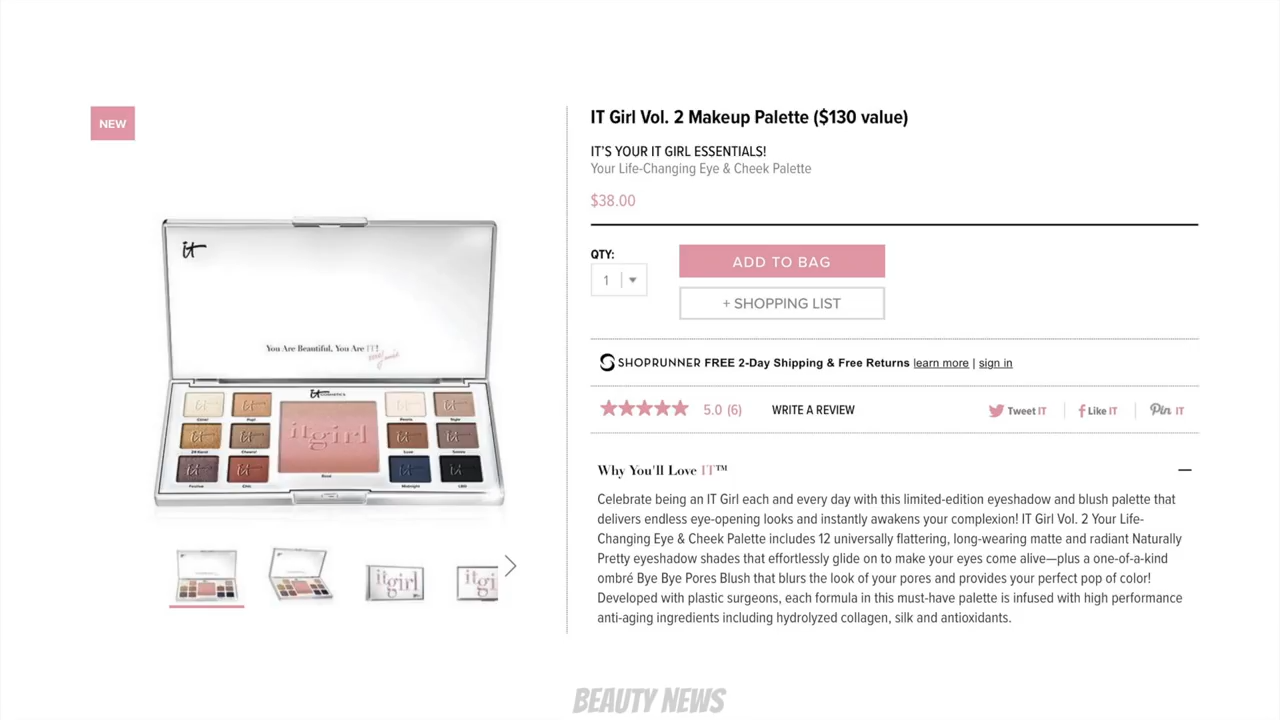 NEW
IT Girl Vol. 2 Makeup Palette ($130 value)
IT'S YOUR IT GIRL ESSENTIALS!
Your Life-Changing Eye & Cheek Palette
$38.00
QTY:
1
ADD TO BAG
+ SHOPPING LIST
SHOPRUNNER FREE 2-Day Shipping & Free Returns learn more | sign in
5.0 (6) WRITE A REVIEW
Tweet IT
Like IT
Pin IT
Why You'll Love IT™
Celebrate being an IT Girl each and every day with this limited-edition eyeshadow and blush palette that
delivers endless eye-opening looks and instantly awakens your complexion! IT Girl Vol. 2 Your Life-
Changing Eye & Cheek Palette includes 12 universally flattering, long-wearing matte and radiant Naturally
Pretty eyeshadow shades that effortlessly glide on to make your eyes come alive—plus a one-of-a-kind
ombré Bye Bye Pores Blush that blurs the look of your pores and provides your perfect pop of color!
Developed with plastic surgeons, each formula in this must-have palette is infused with high performance
anti-aging ingredients including hydrolyzed collagen, silk and antioxidants.
it
You Are Beautiful, You Are IT!
it COSMETICS
it girl
Midnight
LBD
it girl
BEAUTY NEWS